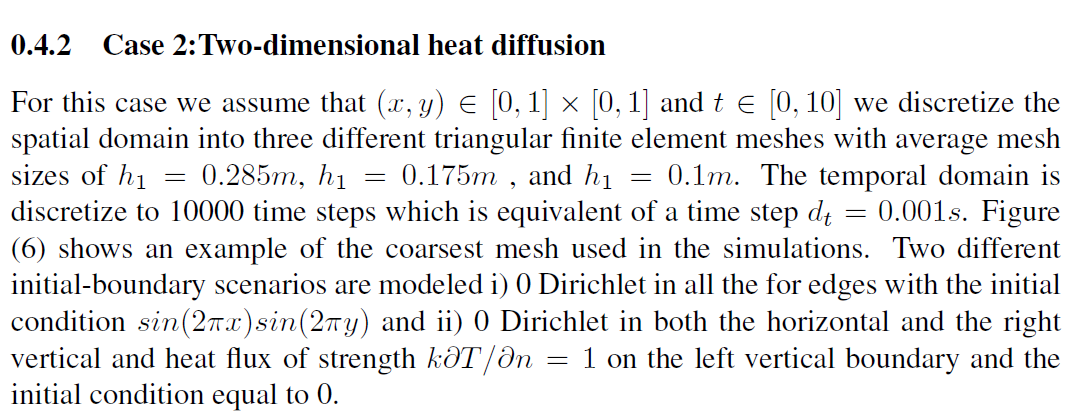 0.4.2 Case 2:Two-dimensional heat diffusion
For this case we assume that (x, y) ∈ [0, 1] × [0, 1] and t ∈ [0, 10] we discretize the
spatial domain into three different triangular finite element meshes with average mesh
sizes of h₁ = 0.285m, h₁ = 0.175m , and h₁ = 0.1m. The temporal domain is
discretize to 10000 time steps which is equivalent of a time step dₜ = 0.001s. Figure
(6) shows an example of the coarsest mesh used in the simulations. Two different
initial-boundary scenarios are modeled i) 0 Dirichlet in all the for edges with the initial
condition sin(2πx)sin(2πy) and ii) 0 Dirichlet in both the horizontal and the right
vertical and heat flux of strength k∂T/∂n = 1 on the left vertical boundary and the
initial condition equal to 0.